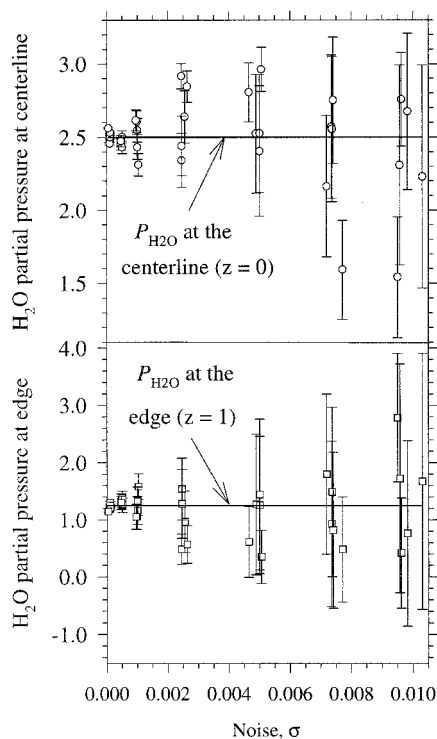 H2O partial pressure at centerline
3.0
2.5
2.0
1.5
PH2O at the
centerline (z = 0)
H2O partial pressure at edge
4.0
3.0
2.0
1.0
0.0
-1.0
PH2O at the
edge (z = 1)
0.000 0.002 0.004 0.006 0.008 0.010
Noise, σ